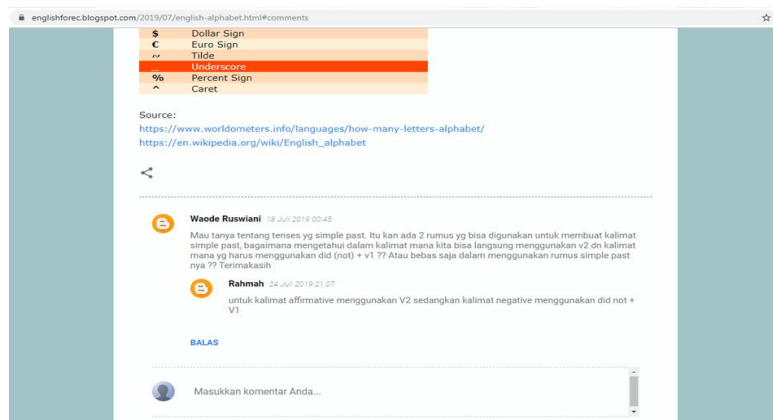 englishforec.blogspot.com/2019/07/english-alphabet.html#comments
$ Dollar Sign
€ Euro Sign
~ Tilde
_ Underscore
% Percent Sign
^ Caret
Source:
https://www.worldometers.info/languages/how-many-letters-alphabet/
https://en.wikipedia.org/wiki/English_alphabet
Waode Ruswiani 18 Juli 2019 00.45
Mau tanya tentang tenses yg simple past. Itu kan ada 2 rumus yg bisa digunakan untuk membuat kalimat
simple past, bagaimana mengetahui dalam kalimat mana kita bisa langsung menggunakan v2 dn kalimat
mana yg harus menggunakan did (not) + v1 ?? Atau bebas saja dalam menggunakan rumus simple past
nya ?? Terimakasih
Rahmah 24 Juli 2019 21.07
untuk kalimat affirmative menggunakan V2 sedangkan kalimat negative menggunakan did not +
V1
BALAS
Masukkan komentar Anda...